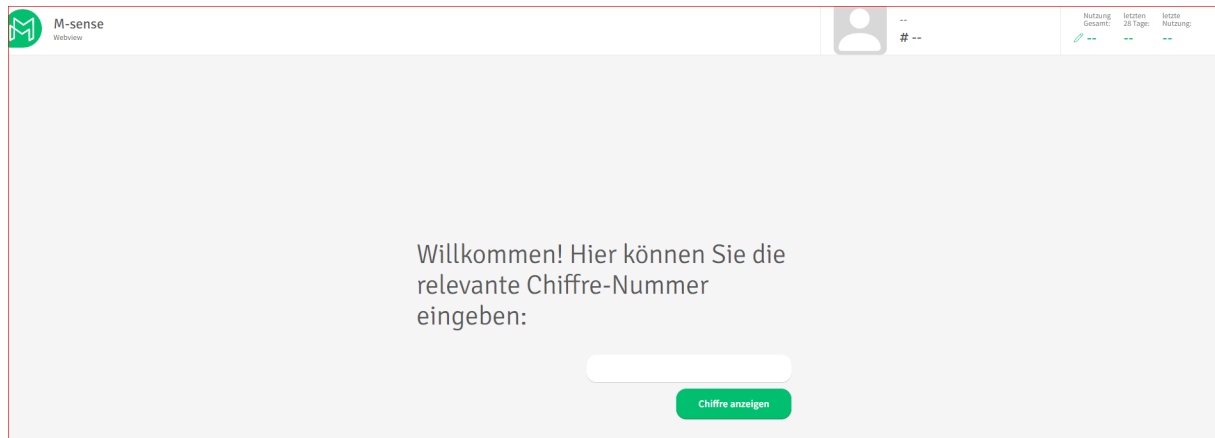 M-sense
Webview
--
# --
Nutzung Gesamt:
--
letzten 28 Tage:
--
letzte Nutzung:
--
Willkommen! Hier können Sie die
relevante Chiffre-Nummer
eingeben:
Chiffre anzeigen